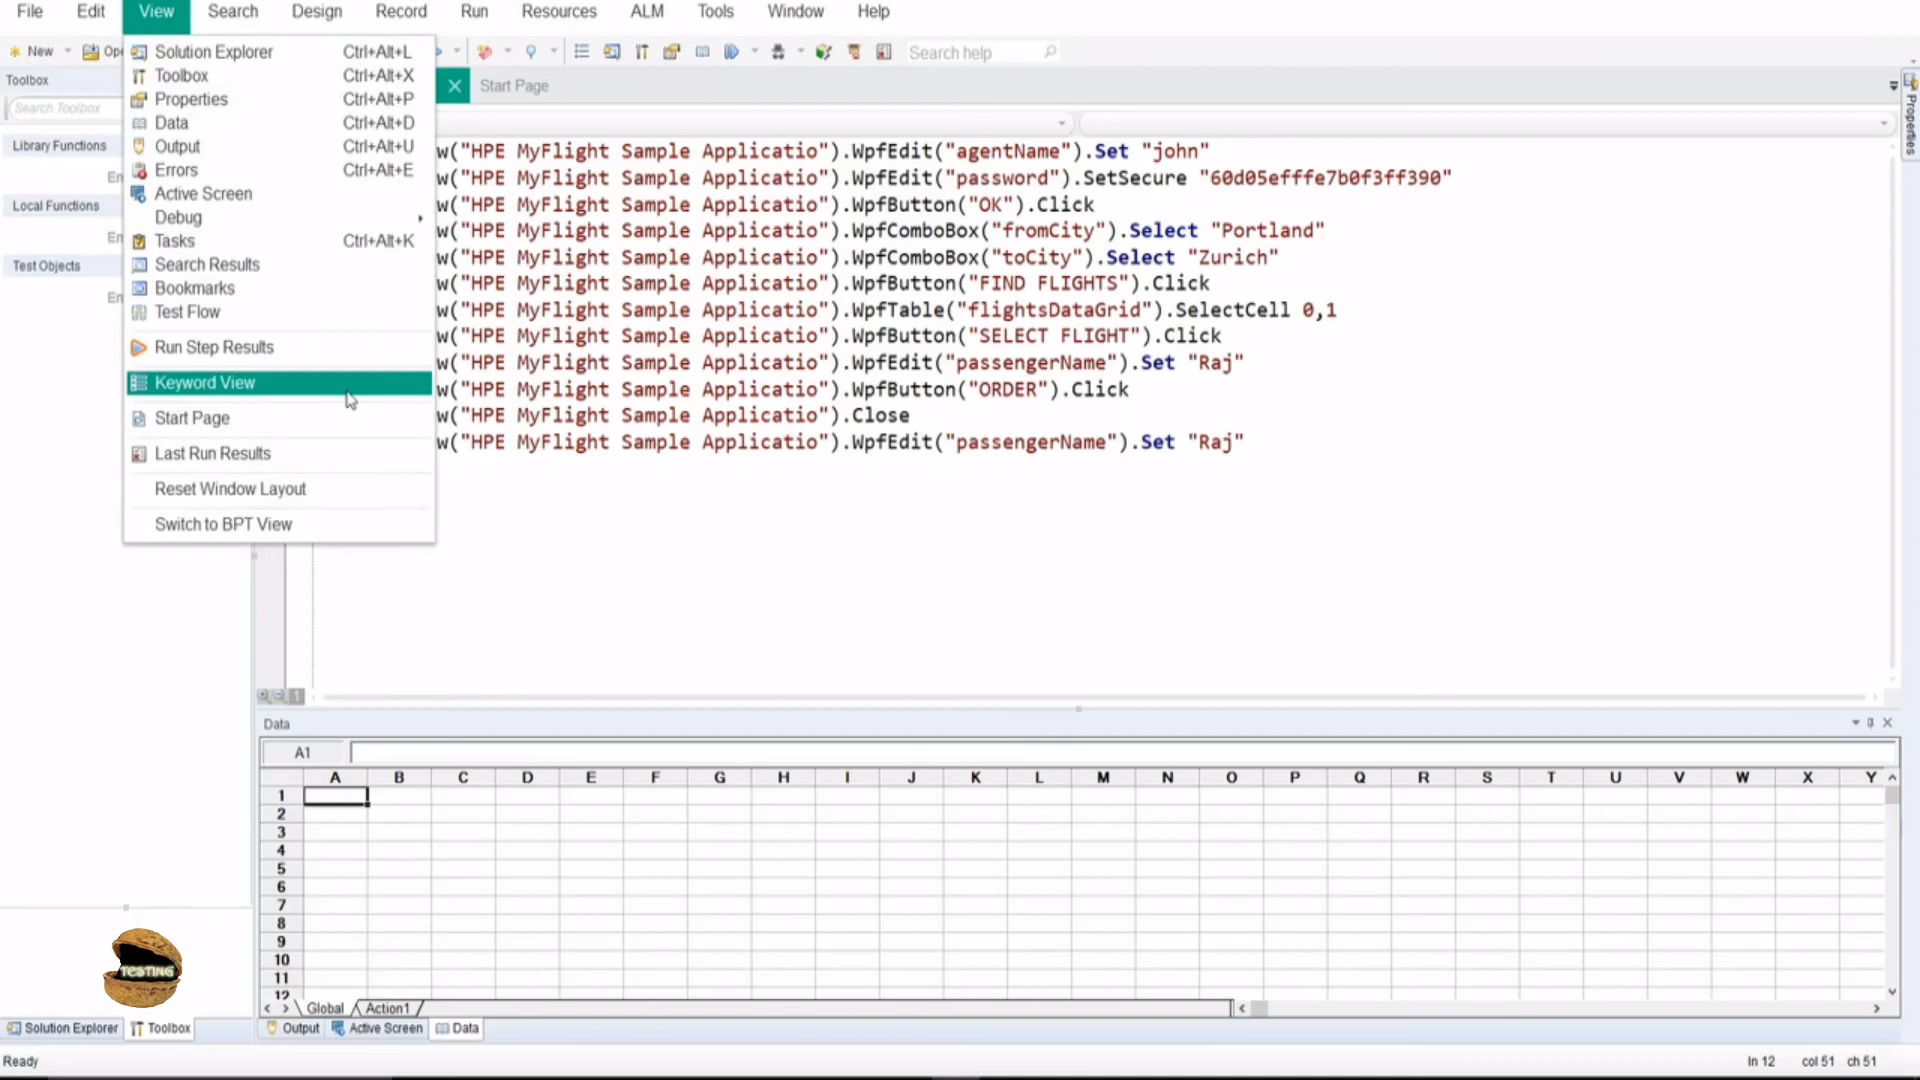 File Edit View Search Design Record Run Resources ALM Tools Window Help
New Ope
Search help
Toolbox
Search Toolbox
Library Functions
En
Local Functions
En
Test Objects
En
Solution Explorer Ctrl+Alt+L
Toolbox Ctrl+Alt+X
Properties Ctrl+Alt+P
Data Ctrl+Alt+D
Output Ctrl+Alt+U
Errors Ctrl+Alt+E
Active Screen
Debug
Tasks Ctrl+Alt+K
Search Results
Bookmarks
Test Flow
Run Step Results
Keyword View
Start Page
Last Run Results
Reset Window Layout
Switch to BPT View
Start Page
Properties
w("HPE MyFlight Sample Applicatio").WpfEdit("agentName").Set "john"
w("HPE MyFlight Sample Applicatio").WpfEdit("password").SetSecure "60d05efffe7b0f3ff390"
w("HPE MyFlight Sample Applicatio").WpfButton("OK").Click
w("HPE MyFlight Sample Applicatio").WpfComboBox("fromCity").Select "Portland"
w("HPE MyFlight Sample Applicatio").WpfComboBox("toCity").Select "Zurich"
w("HPE MyFlight Sample Applicatio").WpfButton("FIND FLIGHTS").Click
w("HPE MyFlight Sample Applicatio").WpfTable("flightsDataGrid").SelectCell 0,1
w("HPE MyFlight Sample Applicatio").WpfButton("SELECT FLIGHT").Click
w("HPE MyFlight Sample Applicatio").WpfEdit("passengerName").Set "Raj"
w("HPE MyFlight Sample Applicatio").WpfButton("ORDER").Click
w("HPE MyFlight Sample Applicatio").Close
w("HPE MyFlight Sample Applicatio").WpfEdit("passengerName").Set "Raj"
1
Data
A1
A B C D E F G H I J K L M N O P Q R S T U V W X Y
1
2
3
4
5
6
7
8
9
10
11
12
Global Action1
TESTING
Solution Explorer Toolbox Output Active Screen Data
Ready ln 12 col 51 ch 51